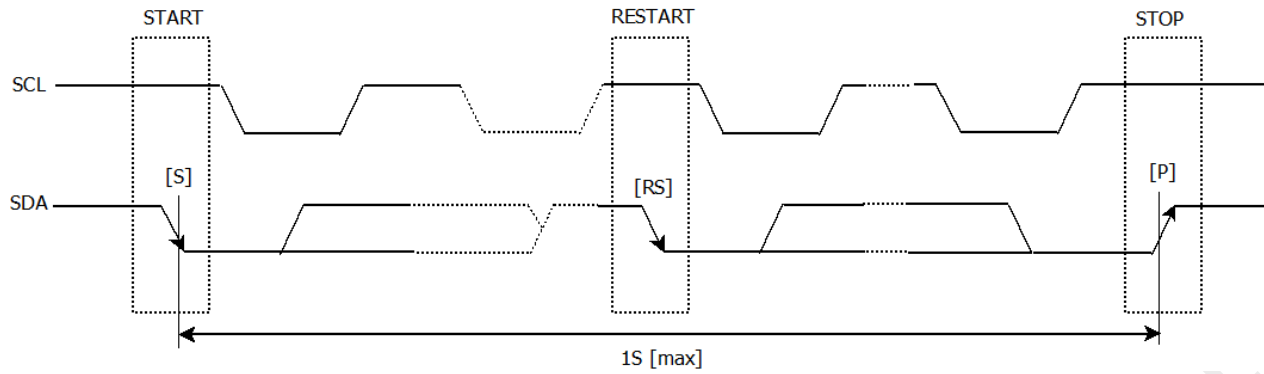 START RESTART STOP
SCL
[S] [RS] [P]
SDA
1S [max]